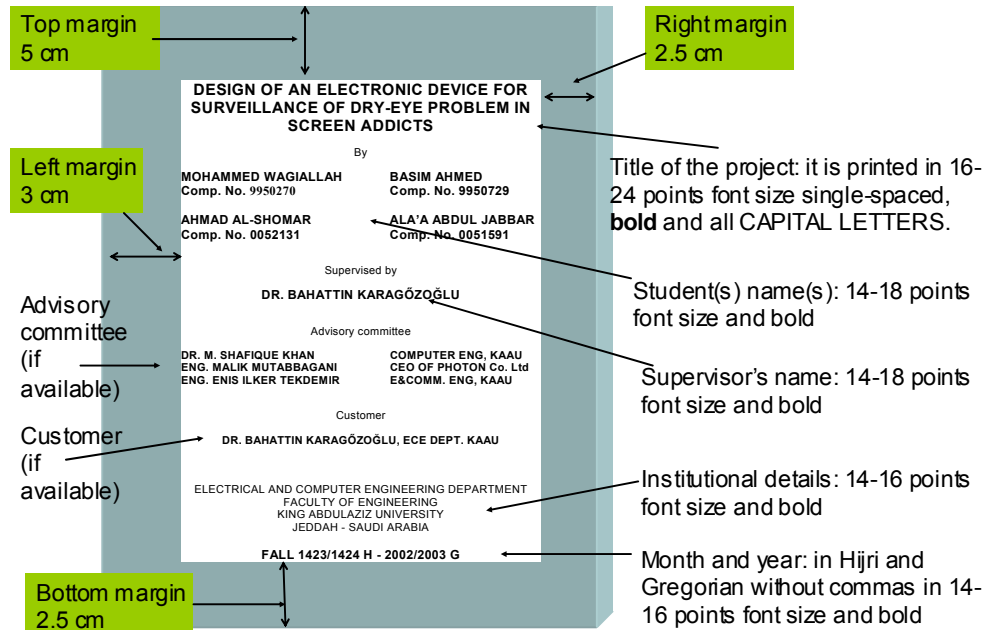 Top margin
5 cm
Right margin
2.5 cm
DESIGN OF AN ELECTRONIC DEVICE FOR
SURVEILLANCE OF DRY-EYE PROBLEM IN
SCREEN ADDICTS
By
MOHAMMED WAGIALLAH BASIM AHMED
Comp. No. 9950270 Comp. No. 9950729
AHMAD AL-SHOMAR ALA'A ABDUL JABBAR
Comp. No. 0052131 Comp. No. 0051591
Supervised by
DR. BAHATTIN KARAGŐZOĞLU
Advisory committee
DR. M. SHAFIQUE KHAN COMPUTER ENG, KAAU
ENG. MALIK MUTABBAGANI CEO OF PHOTON Co. Ltd
ENG. ENIS ILKER TEKDEMIR E&COMM. ENG, KAAU
Customer
DR. BAHATTIN KARAGŐZOĞLU, ECE DEPT. KAAU
ELECTRICAL AND COMPUTER ENGINEERING DEPARTMENT
FACULTY OF ENGINEERING
KING ABDULAZIZ UNIVERSITY
JEDDAH - SAUDI ARABIA
FALL 1423/1424 H - 2002/2003 G
Left margin
3 cm
Advisory
committee
(if
available)
Customer
(if
available)
Bottom margin
2.5 cm
Title of the project: it is printed in 16-
24 points font size single-spaced,
bold and all CAPITAL LETTERS.
Student(s) name(s): 14-18 points
font size and bold
Supervisor's name: 14-18 points
font size and bold
Institutional details: 14-16 points
font size and bold
Month and year: in Hijri and
Gregorian without commas in 14-
16 points font size and bold